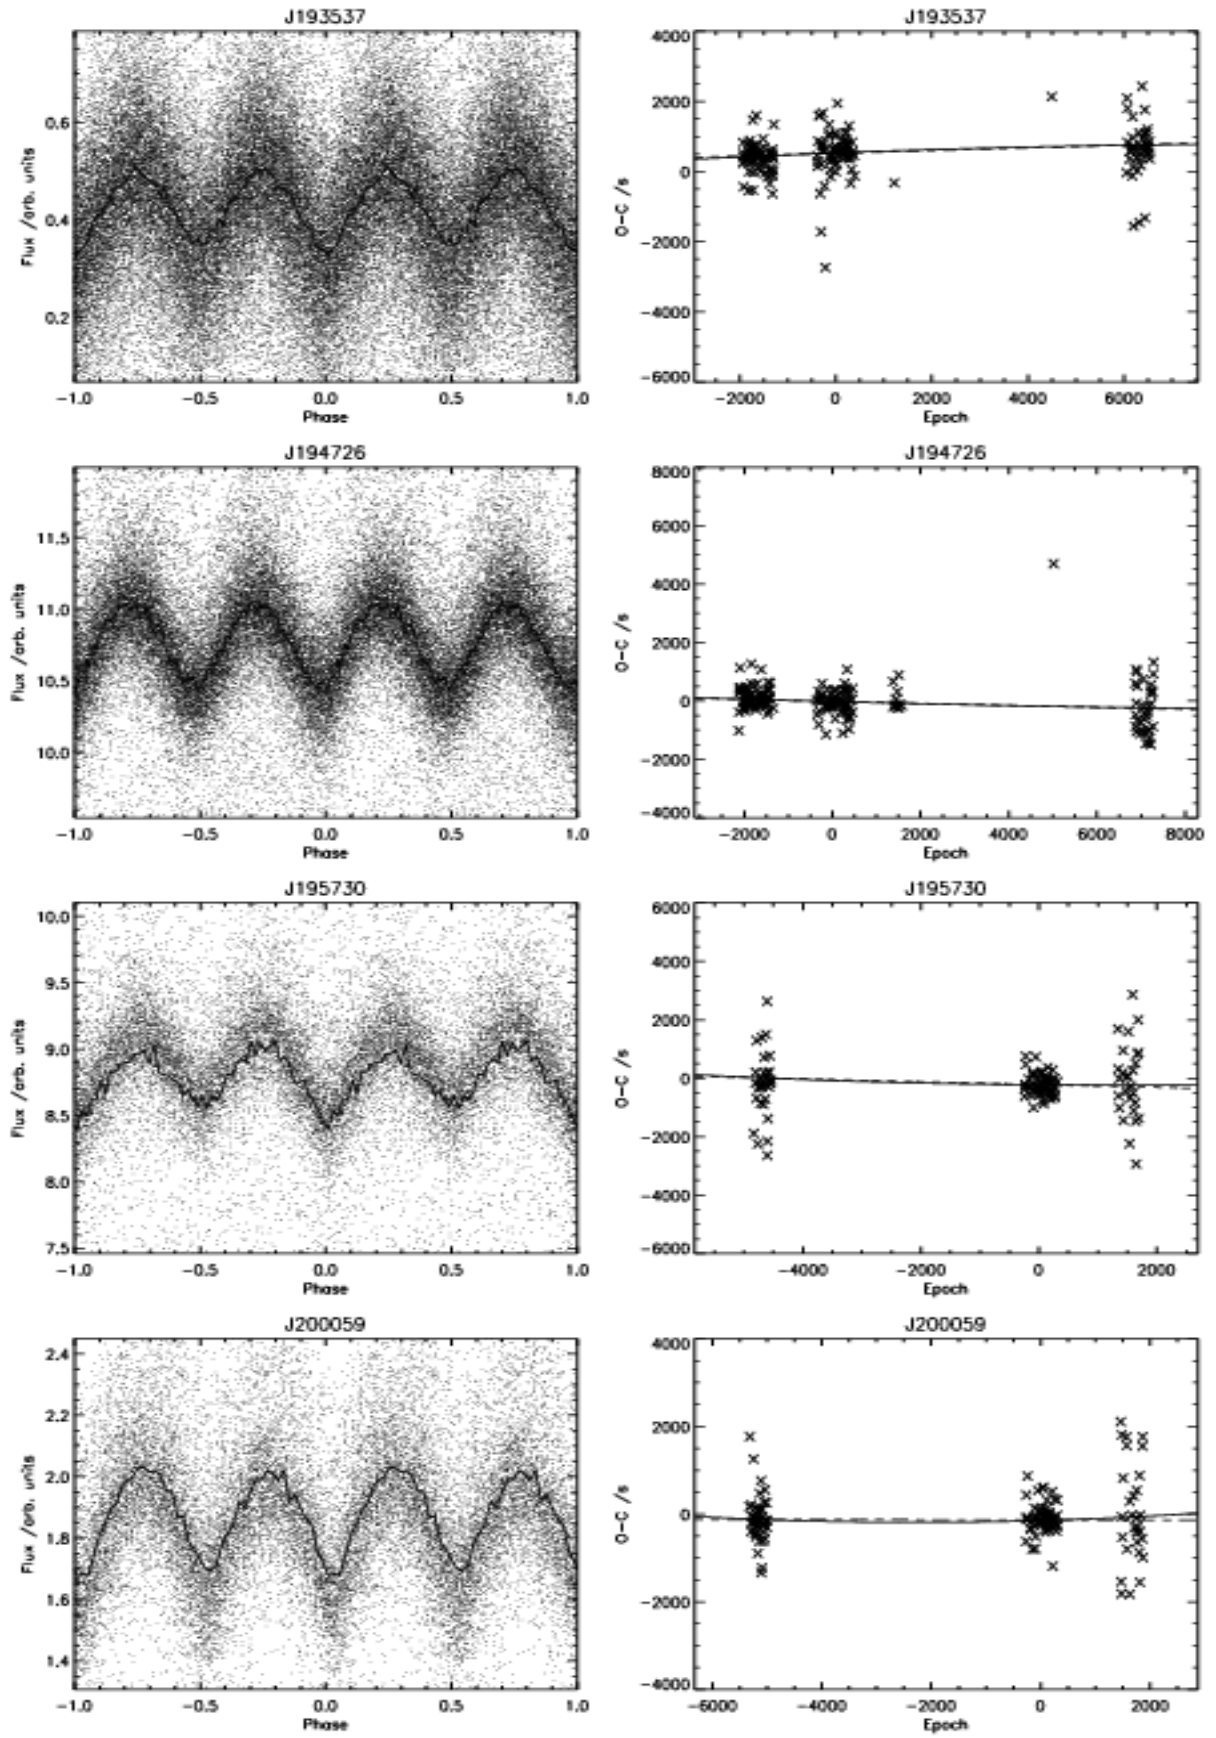 J193537
Flux /arb. units
0.6
0.4
0.2
-1.0 -0.5 0.0 0.5 1.0
Phase
J193537
O-C /s
4000
2000
0
-2000
-4000
-6000
-2000 0 2000 4000 6000
Epoch
J194726
Flux /arb. units
11.5
11.0
10.5
10.0
-1.0 -0.5 0.0 0.5 1.0
Phase
J194726
O-C /s
8000
6000
4000
2000
0
-2000
-4000
-2000 0 2000 4000 6000 8000
Epoch
J195730
Flux /arb. units
10.0
9.5
9.0
8.5
8.0
7.5
-1.0 -0.5 0.0 0.5 1.0
Phase
J195730
O-C /s
6000
4000
2000
0
-2000
-4000
-6000
-4000 -2000 0 2000
Epoch
J200059
Flux /arb. units
2.4
2.2
2.0
1.8
1.6
1.4
-1.0 -0.5 0.0 0.5 1.0
Phase
J200059
O-C /s
4000
2000
0
-2000
-4000
-6000 -4000 -2000 0 2000
Epoch